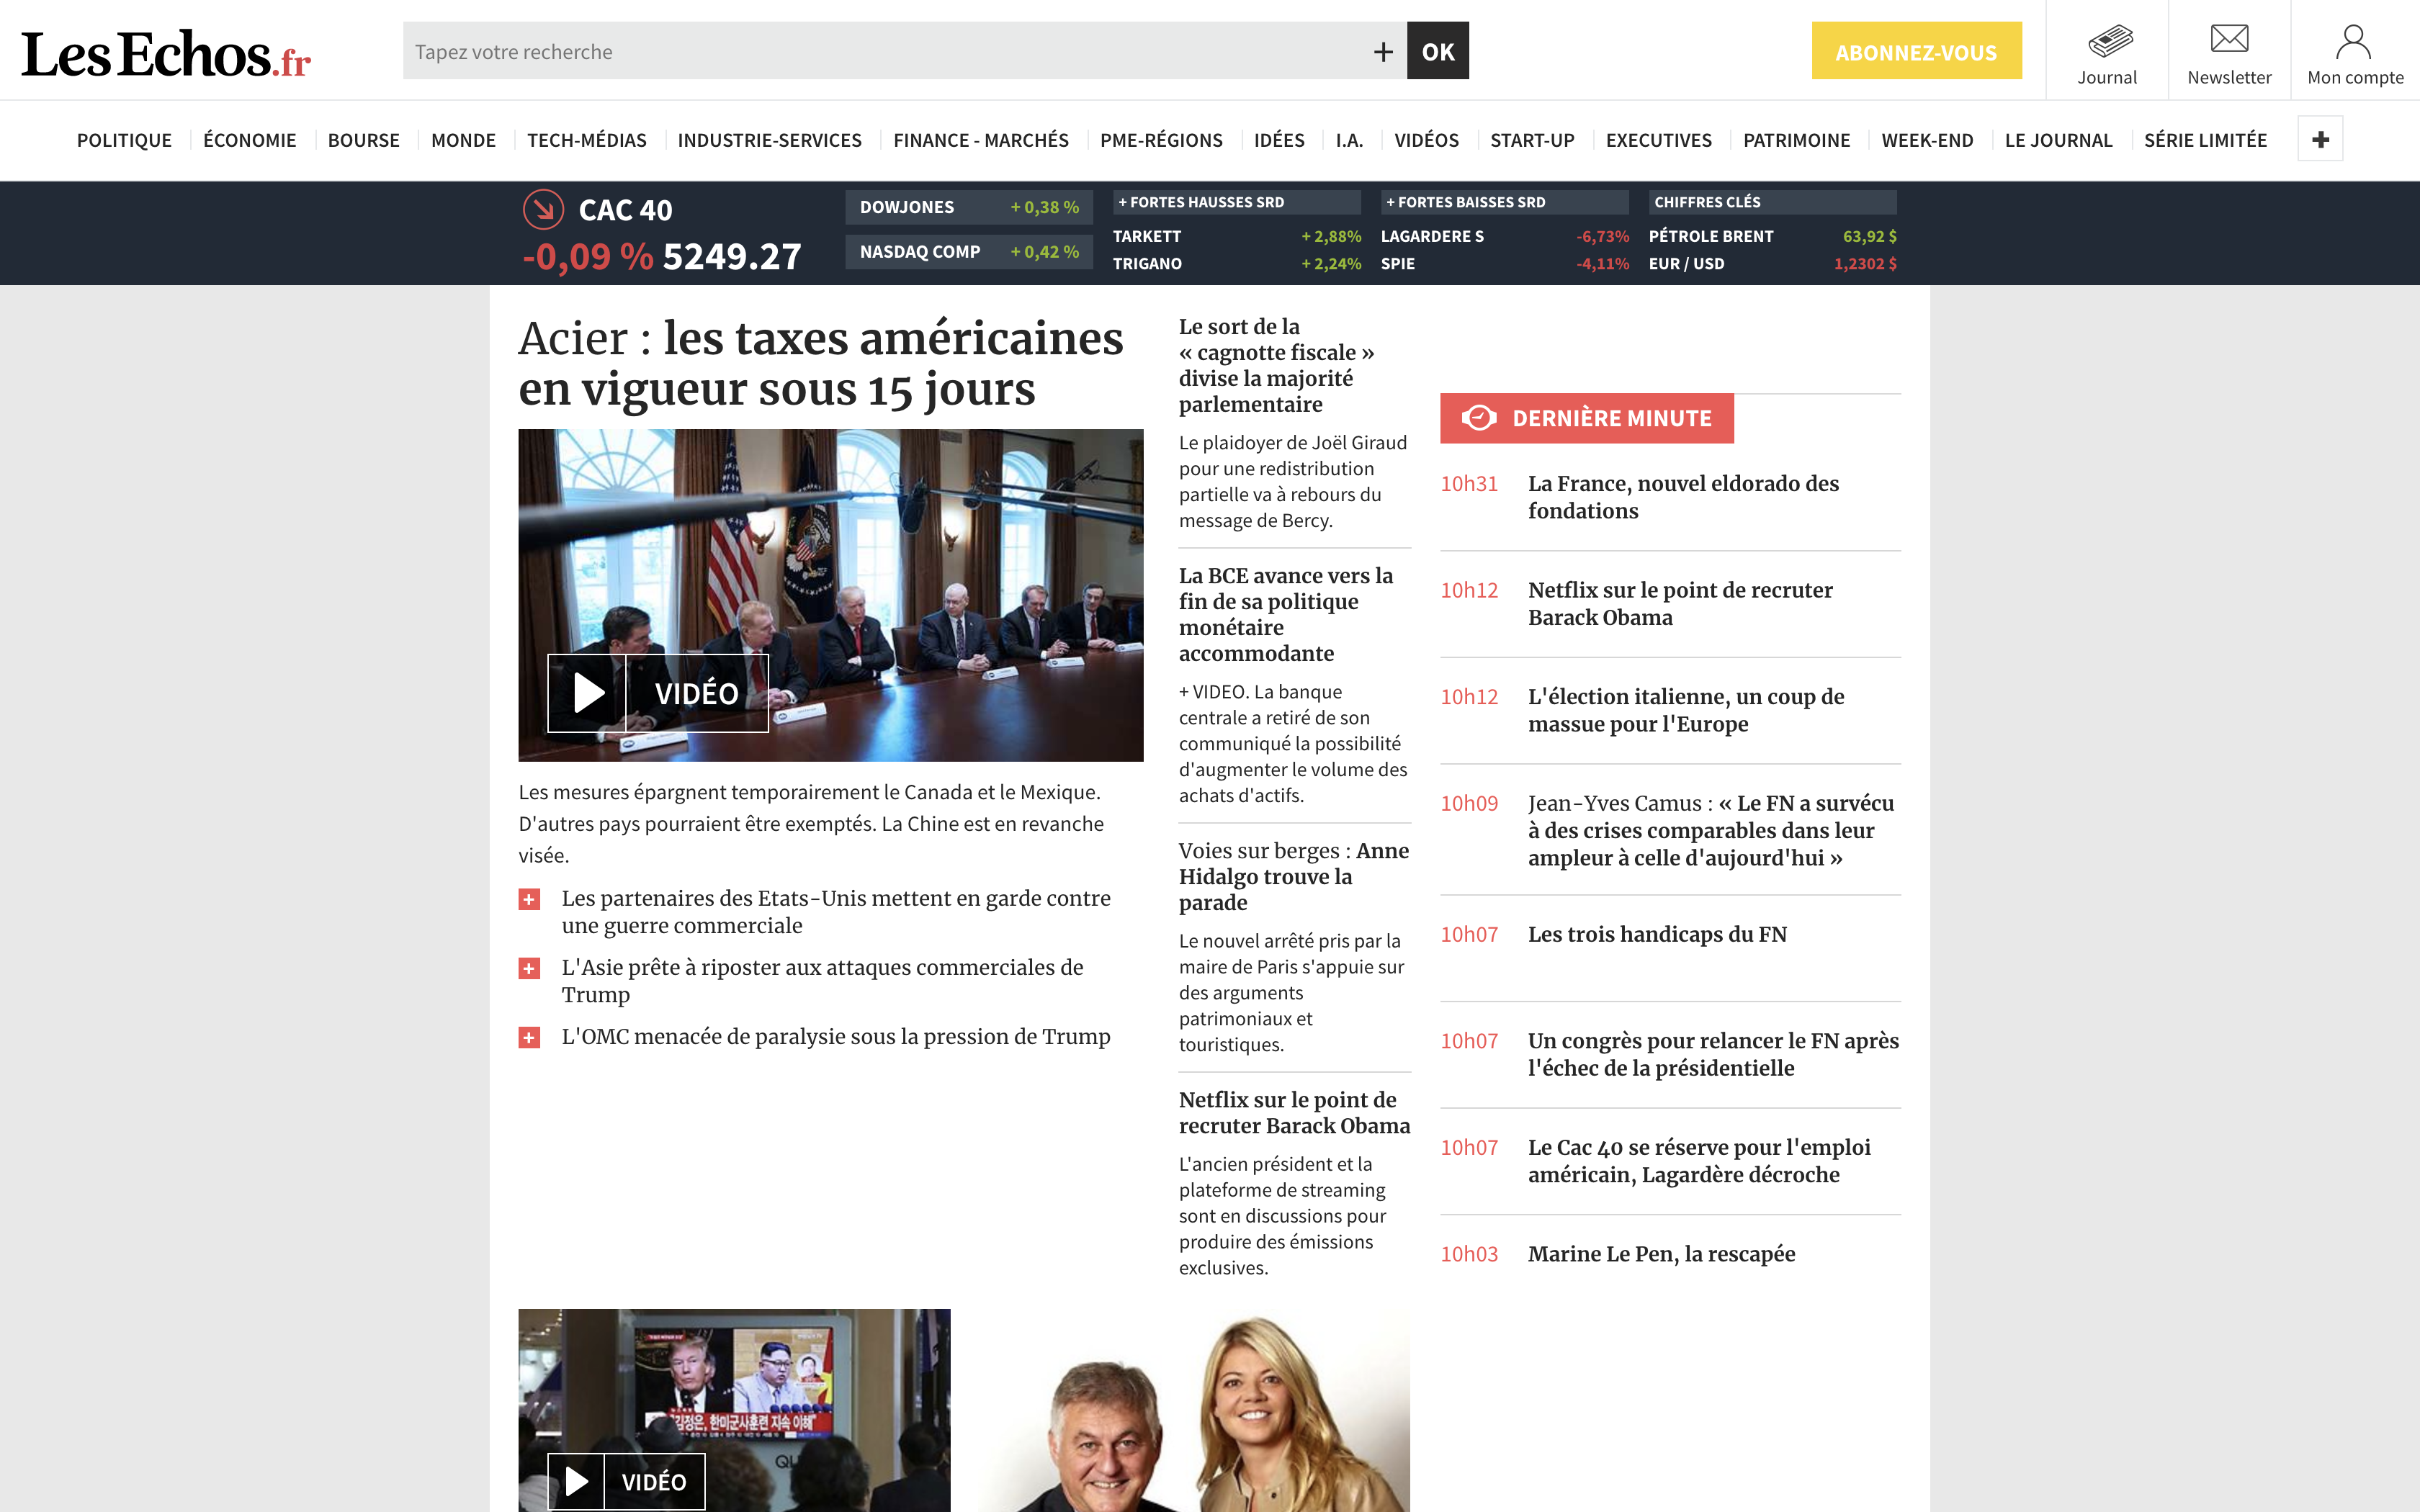 LesEchos.fr
Tapez votre recherche
+
OK
ABONNEZ-VOUS
Journal
Newsletter
Mon compte
POLITIQUE
ÉCONOMIE
BOURSE
MONDE
TECH-MÉDIAS
INDUSTRIE-SERVICES
FINANCE - MARCHÉS
PME-RÉGIONS
IDÉES
I.A.
VIDÉOS
START-UP
EXECUTIVES
PATRIMOINE
WEEK-END
LE JOURNAL
SÉRIE LIMITÉE
+
CAC 40
-0,09 % 5249.27
DOWJONES + 0,38 %
NASDAQ COMP + 0,42 %
+ FORTES HAUSSES SRD
TARKETT + 2,88%
TRIGANO + 2,24%
+ FORTES BAISSES SRD
LAGARDERE S -6,73%
SPIE -4,11%
CHIFFRES CLÉS
PÉTROLE BRENT 63,92 $
EUR / USD 1,2302 $
Acier : les taxes américaines
en vigueur sous 15 jours
VIDÉO
Les mesures épargnent temporairement le Canada et le Mexique.
D'autres pays pourraient être exemptés. La Chine est en revanche
visée.
Les partenaires des Etats-Unis mettent en garde contre
une guerre commerciale
L'Asie prête à riposter aux attaques commerciales de
Trump
L'OMC menacée de paralysie sous la pression de Trump
Le sort de la
« cagnotte fiscale »
divise la majorité
parlementaire
Le plaidoyer de Joël Giraud
pour une redistribution
partielle va à rebours du
message de Bercy.
La BCE avance vers la
fin de sa politique
monétaire
accommodante
+ VIDEO. La banque
centrale a retiré de son
communiqué la possibilité
d'augmenter le volume des
achats d'actifs.
Voies sur berges : Anne
Hidalgo trouve la
parade
Le nouvel arrêté pris par la
maire de Paris s'appuie sur
des arguments
patrimoniaux et
touristiques.
Netflix sur le point de
recruter Barack Obama
L'ancien président et la
plateforme de streaming
sont en discussions pour
produire des émissions
exclusives.
DERNIÈRE MINUTE
10h31 La France, nouvel eldorado des
fondations
10h12 Netflix sur le point de recruter
Barack Obama
10h12 L'élection italienne, un coup de
massue pour l'Europe
10h09 Jean-Yves Camus : « Le FN a survécu
à des crises comparables dans leur
ampleur à celle d'aujourd'hui »
10h07 Les trois handicaps du FN
10h07 Un congrès pour relancer le FN après
l'échec de la présidentielle
10h07 Le Cac 40 se réserve pour l'emploi
américain, Lagardère décroche
10h03 Marine Le Pen, la rescapée
김정은, 한미군사훈련 지속 이해"
VIDÉO